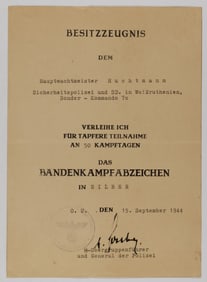 BESITZZEUGNIS
DEM
Hauptwachtmeister
Sicherheitspolizei und SD. in Weißruthenien,
Sonder - Kommando 7a
VERLEIHE ICH
FÜR TAPFERE TEILNAHME
AN 50 KAMPFTAGEN
DAS
BANDENKAMPFABZEICHEN
IN SILBER
O. U. DEN 15. September 1944
-Obergruppenführer
und General der Polizei